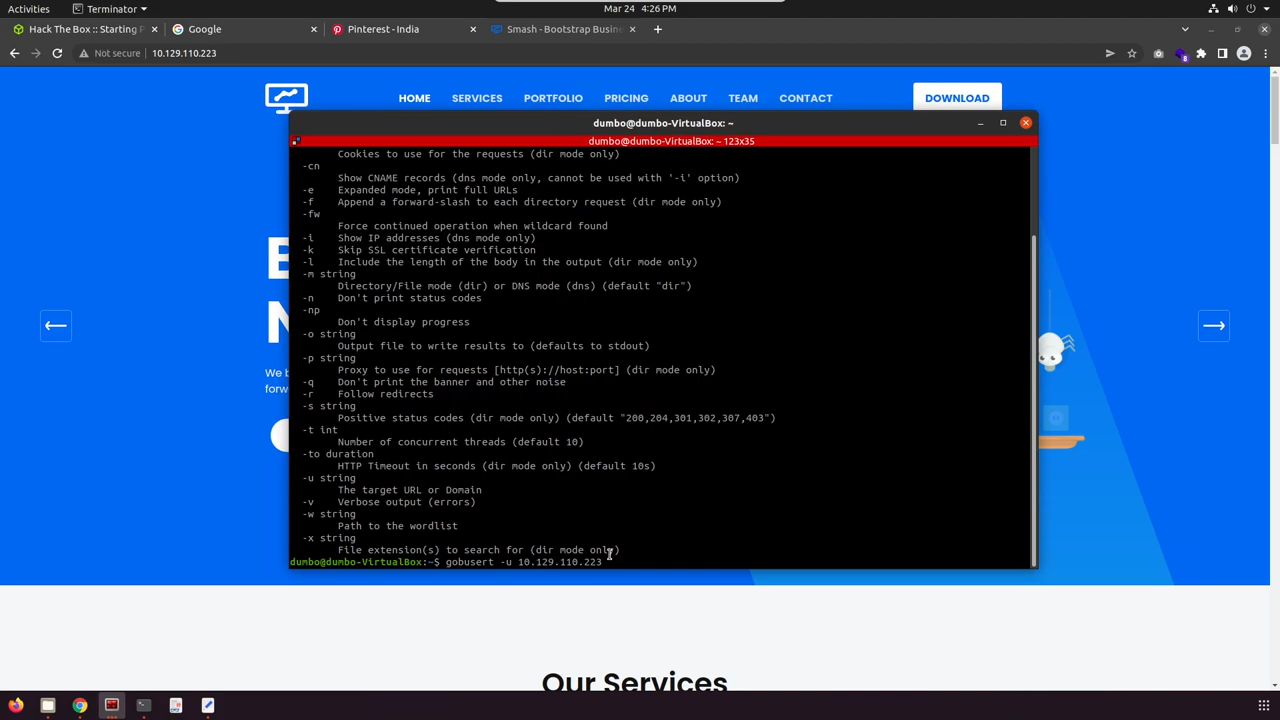 Activities
Terminator
Mar 24 4:26 PM
Hack The Box :: Starting P
Google
Pinterest - India
Smash - Bootstrap Busin
Not secure
10.129.110.223
8
HOME SERVICES PORTFOLIO PRICING ABOUT TEAM CONTACT
DOWNLOAD
dumbo@dumbo-VirtualBox: ~
dumbo@dumbo-VirtualBox: ~ 123x35
Cookies to use for the requests (dir mode only)
-cn
Show CNAME records (dns mode only, cannot be used with '-i' option)
-e Expanded mode, print full URLs
-f Append a forward-slash to each directory request (dir mode only)
-fw
Force continued operation when wildcard found
-i Show IP addresses (dns mode only)
-k Skip SSL certificate verification
-l Include the length of the body in the output (dir mode only)
-m string
Directory/File mode (dir) or DNS mode (dns) (default "dir")
-n Don't print status codes
-np
Don't display progress
-o string
Output file to write results to (defaults to stdout)
-p string
Proxy to use for requests [http(s)://host:port] (dir mode only)
-q Don't print the banner and other noise
-r Follow redirects
-s string
Positive status codes (dir mode only) (default "200,204,301,302,307,403")
-t int
Number of concurrent threads (default 10)
-to duration
HTTP Timeout in seconds (dir mode only) (default 10s)
-u string
The target URL or Domain
-v Verbose output (errors)
-w string
Path to the wordlist
-x string
File extension(s) to search for (dir mode only)
dumbo@dumbo-VirtualBox:~$ gobusert -u 10.129.110.223
B
N
We b
forw
Our Services